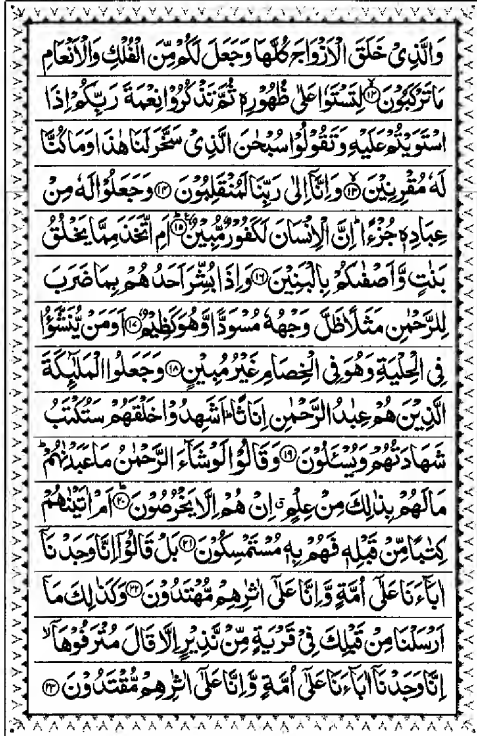 وَالَّذِىْ خَلَقَ الْاَزْوَاجَ كُلَّهَا وَجَعَلَ لَكُمْ مِّنَ الْفُلْكِ وَالْاَنْعَامِ
مَا تَرْكَبُوْنَ ۙ‏﴿۱۲﴾ لِتَسْتَوٗا عَلٰى ظُهُوْرِهٖ ثُمَّ تَذْكُرُوْا نِعْمَةَ رَبِّكُمْ اِذَا
اسْتَوَيْتُمْ عَلَيْهِ وَتَقُوْلُوْا سُبْحٰنَ الَّذِىْ سَخَّرَ لَنَا هٰذَا وَمَا كُنَّا
لَهٗ مُقْرِنِيْنَ ۙ‏﴿۱۳﴾ وَاِنَّاۤ اِلٰى رَبِّنَا لَمُنْقَلِبُوْنَ ‏﴿۱۴﴾ وَجَعَلُوْا لَهٗ مِنْ
عِبَادِهٖ جُزْءًا ؕ اِنَّ الْاِنْسَانَ لَكَفُوْرٌ مُّبِيْنٌ ؕ‏﴿۱۵﴾ اَمِ اتَّخَذَ مِمَّا يَخْلُقُ
بَنٰتٍ وَّاَصْفٰٮكُمْ بِالْبَنِيْنَ ‏﴿۱۶﴾ وَاِذَا بُشِّرَ اَحَدُهُمْ بِمَا ضَرَبَ
لِلرَّحْمٰنِ مَثَلًا ظَلَّ وَجْهُهٗ مُسْوَدًّا وَّهُوَ كَظِيْمٌ ‏﴿۱۷﴾ اَوَمَنْ يُّنَشَّؤُا
فِى الْحِلْيَةِ وَهُوَ فِى الْخِصَامِ غَيْرُ مُبِيْنٍ ‏﴿۱۸﴾ وَجَعَلُوا الْمَلٰٓٮِٕكَةَ
الَّذِيْنَ هُمْ عِبٰدُ الرَّحْمٰنِ اِنَاثًا ؕ اَشَهِدُوْا خَلْقَهُمْ ؕ سَتُكْتَبُ
شَهَادَتُهُمْ وَيُسْــَٔلُوْنَ ‏﴿۱۹﴾ وَقَالُوْا لَوْ شَآءَ الرَّحْمٰنُ مَا عَبَدْنٰهُمْ ؕ
مَا لَهُمْ بِذٰلِكَ مِنْ عِلْمٍ ۗ اِنْ هُمْ اِلَّا يَخْرُصُوْنَ ؕ‏﴿۲۰﴾ اَمْ اٰتَيْنٰهُمْ
كِتٰبًا مِّنْ قَبْلِهٖ فَهُمْ بِهٖ مُسْتَمْسِكُوْنَ ‏﴿۲۱﴾ بَلْ قَالُوْۤا اِنَّا وَجَدْنَاۤ
اٰبَآءَنَا عَلٰٓى اُمَّةٍ وَّاِنَّا عَلٰٓى اٰثٰرِهِمْ مُّهْتَدُوْنَ ‏﴿۲۲﴾ وَكَذٰلِكَ مَاۤ
اَرْسَلْنَا مِنْ قَبْلِكَ فِىْ قَرْيَةٍ مِّنْ نَّذِيْرٍ اِلَّا قَالَ مُتْرَفُوْهَاۤ ۙ
اِنَّا وَجَدْنَاۤ اٰبَآءَنَا عَلٰٓى اُمَّةٍ وَّاِنَّا عَلٰٓى اٰثٰرِهِمْ مُّقْتَدُوْنَ ‏﴿۲۳﴾